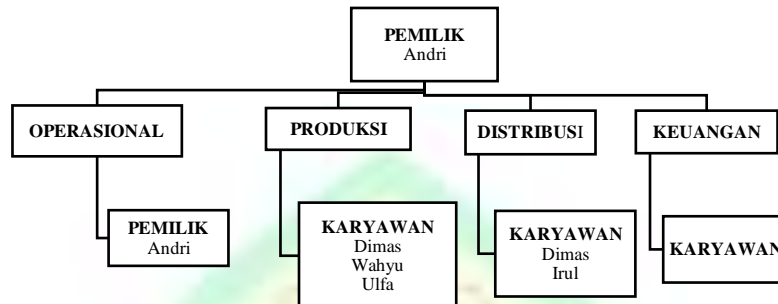 PEMILIK
Andri
OPERASIONAL
PRODUKSI
DISTRIBUSI
KEUANGAN
PEMILIK
Andri
KARYAWAN
Dimas
Wahyu
Ulfa
KARYAWAN
Dimas
Irul
KARYAWAN